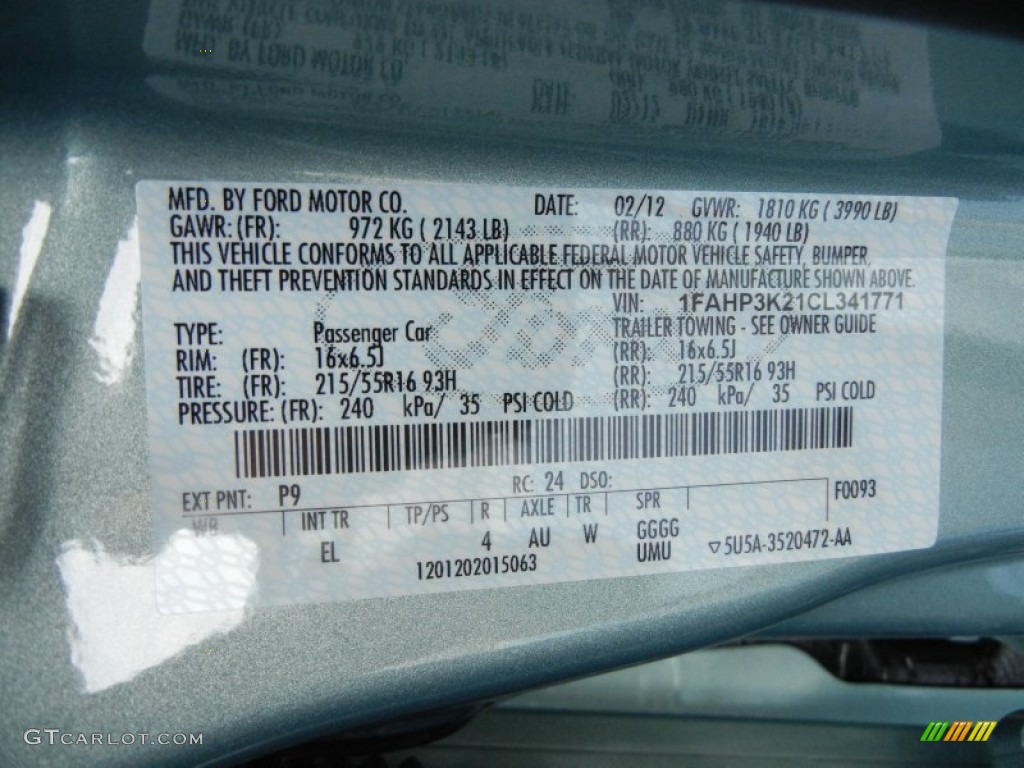 MFD. BY FORD MOTOR CO. DATE: 02/12 GVWR: 1810 KG ( 3990 LB)
GAWR: (FR): 972 KG ( 2143 LB) (RR): 880 KG ( 1940 LB)
THIS VEHICLE CONFORMS TO ALL APPLICABLE FEDERAL MOTOR VEHICLE SAFETY, BUMPER,
AND THEFT PREVENTION STANDARDS IN EFFECT ON THE DATE OF MANUFACTURE SHOWN ABOVE.
VIN: 1FAHP3K21CL341771
TYPE: Passenger Car TRAILER TOWING - SEE OWNER GUIDE
RIM: (FR): 16x6.5J (RR): 16x6.5J
TIRE: (FR): 215/55R16 93H (RR): 215/55R16 93H
PRESSURE: (FR): 240 kPa/ 35 PSI COLD (RR): 240 kPa/ 35 PSI COLD
EXT PNT: P9 RC: 24 DSO: F0093
WB INT TR TP/PS R AXLE TR SPR
EL 4 AU W GGGG
UMU ▽5U5A-3520472-AA
1201202015063
GTCARLOT.COM